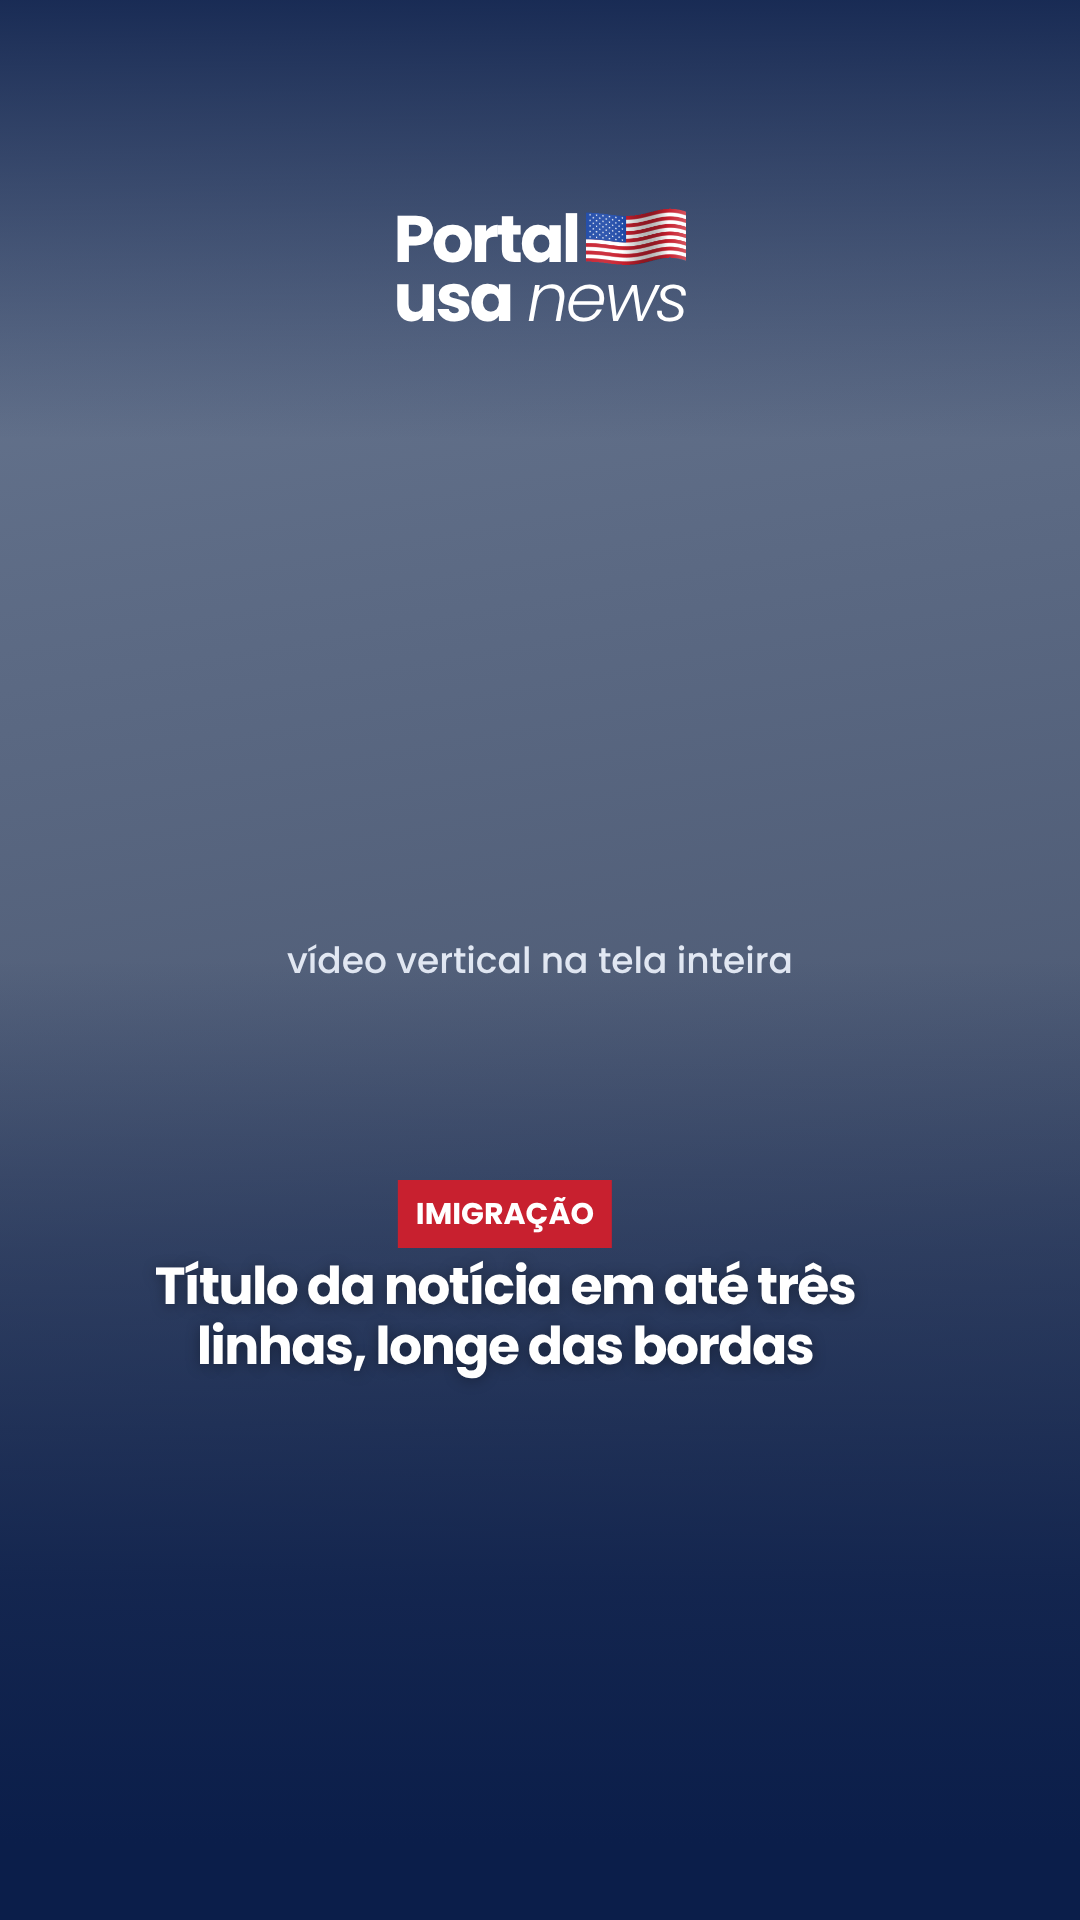 Portal
usa news
vídeo vertical na tela inteira
IMIGRAÇÃO
Título da notícia em até três
linhas, longe das bordas